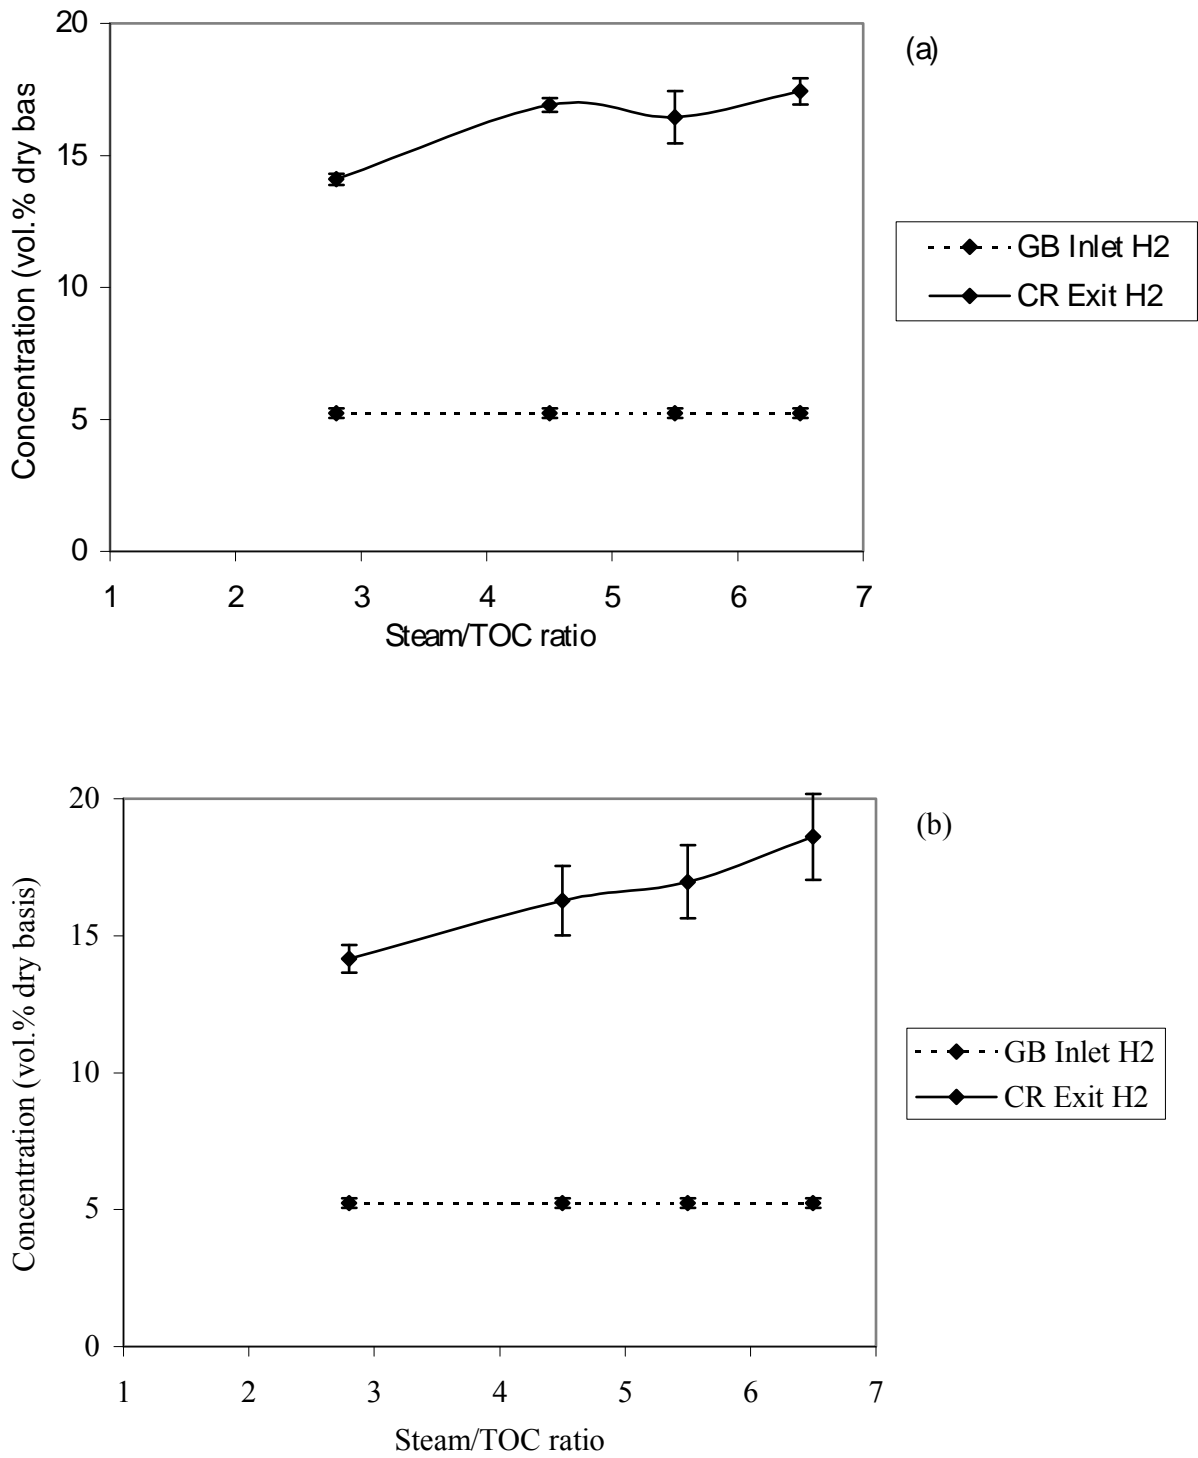 20
(a)
15
10
5
0
Concentration (vol.% dry bas
1 2 3 4 5 6 7
Steam/TOC ratio
GB Inlet H2
CR Exit H2
20
(b)
15
10
5
0
Concentration (vol.% dry basis)
1 2 3 4 5 6 7
Steam/TOC ratio
GB Inlet H2
CR Exit H2